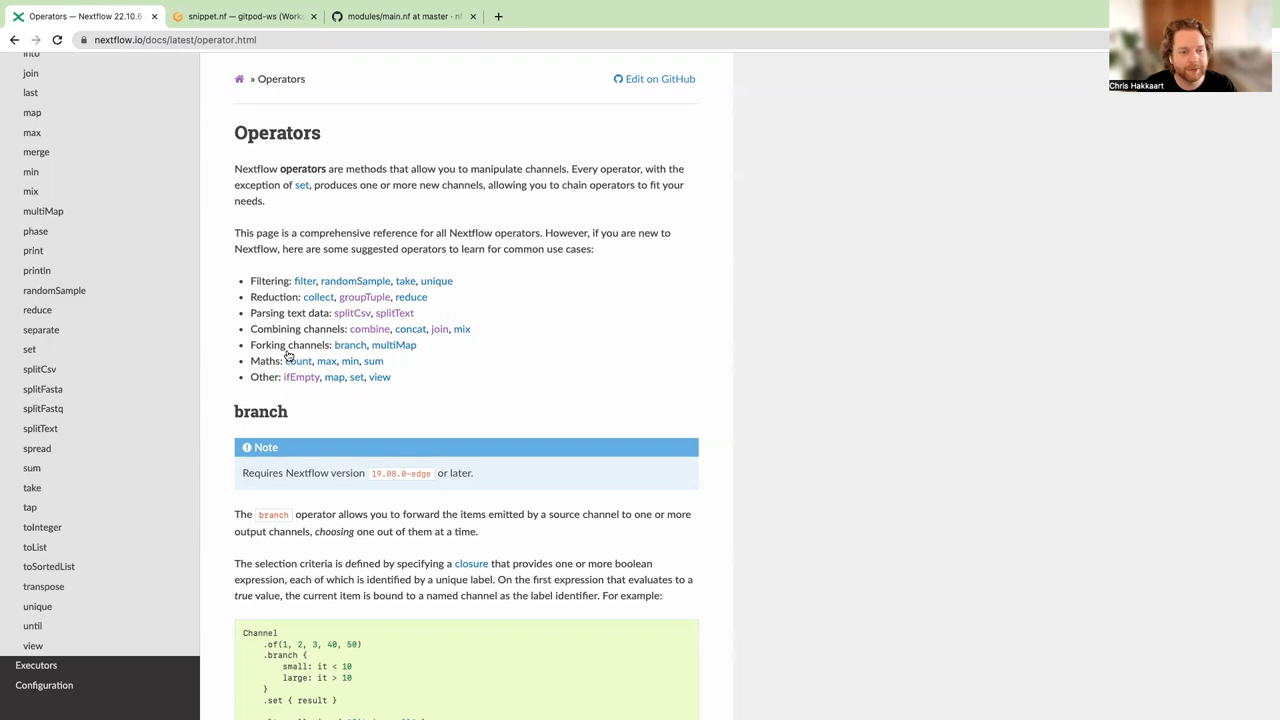 Operators — Nextflow 22.10.6
snippet.nf — gitpod-ws (Works
modules/main.nf at master · nf
nextflow.io/docs/latest/operator.html
Chris Hakkaart
into
join
last
map
max
merge
min
mix
multiMap
phase
print
println
randomSample
reduce
separate
set
splitCsv
splitFasta
splitFastq
splitText
spread
sum
take
tap
toInteger
toList
toSortedList
transpose
unique
until
view
Executors
Configuration
» Operators
Edit on GitHub
Operators
Nextflow operators are methods that allow you to manipulate channels. Every operator, with the
exception of set, produces one or more new channels, allowing you to chain operators to fit your
needs.
This page is a comprehensive reference for all Nextflow operators. However, if you are new to
Nextflow, here are some suggested operators to learn for common use cases:
• Filtering: filter, randomSample, take, unique
• Reduction: collect, groupTuple, reduce
• Parsing text data: splitCsv, splitText
• Combining channels: combine, concat, join, mix
• Forking channels: branch, multiMap
• Maths: count, max, min, sum
• Other: ifEmpty, map, set, view
branch
Note
Requires Nextflow version 19.08.0-edge or later.
The branch operator allows you to forward the items emitted by a source channel to one or more
output channels, choosing one out of them at a time.
The selection criteria is defined by specifying a closure that provides one or more boolean
expression, each of which is identified by a unique label. On the first expression that evaluates to a
true value, the current item is bound to a named channel as the label identifier. For example:
Channel
.of(1, 2, 3, 40, 50)
.branch {
small: it < 10
large: it > 10
}
.set { result }